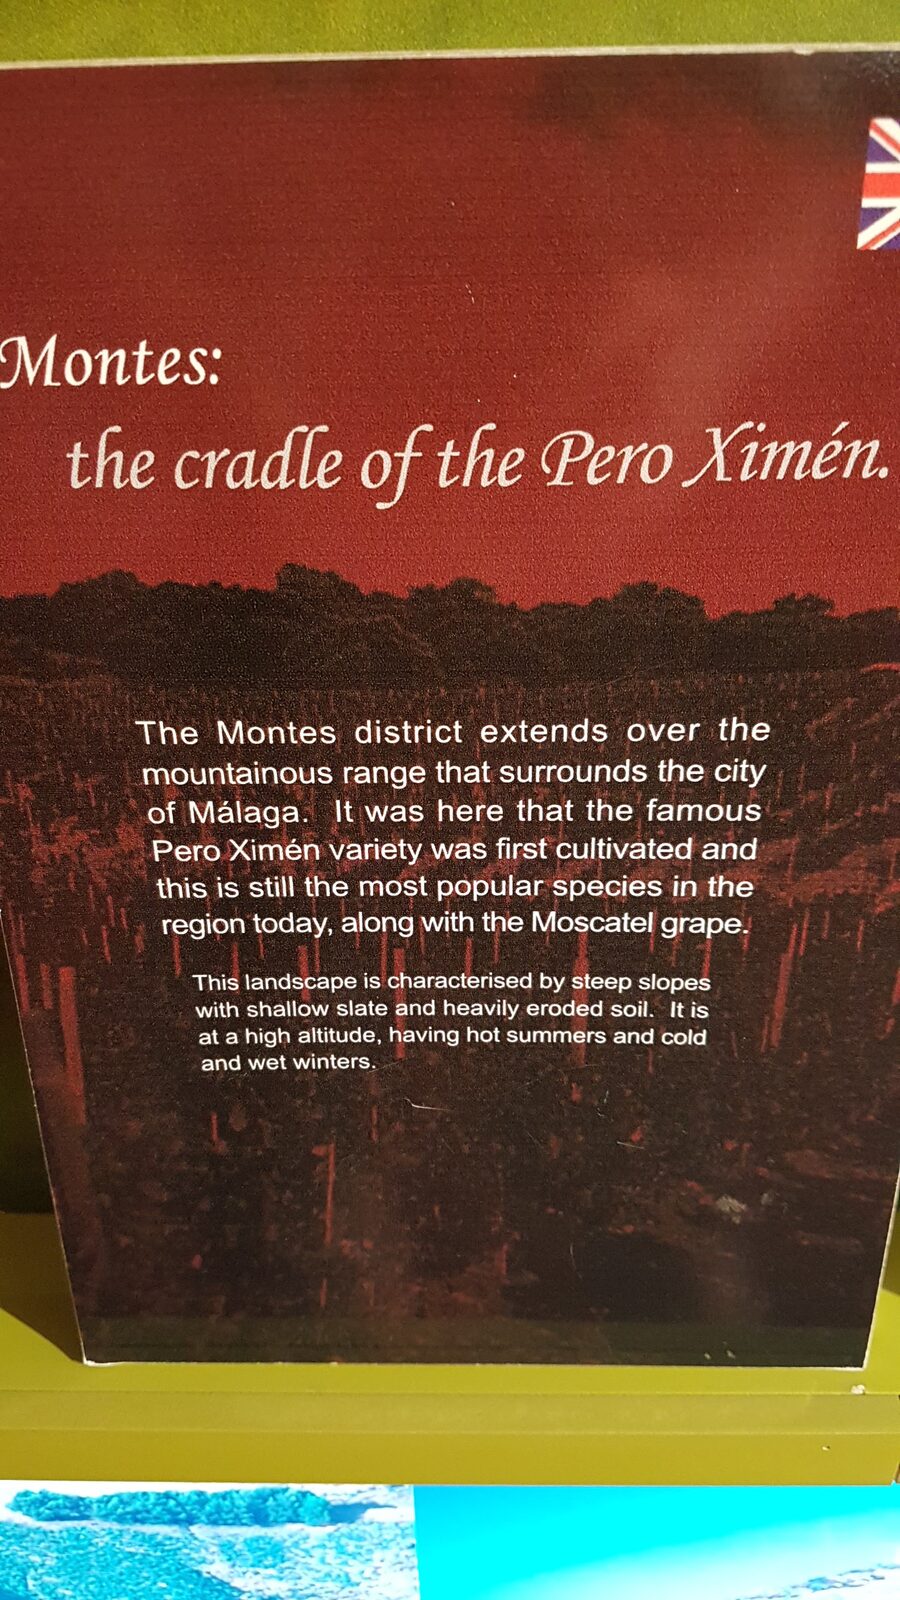 Montes:
the cradle of the Pero Ximén.
The Montes district extends over the
mountainous range that surrounds the city
of Málaga. It was here that the famous
Pero Ximén variety was first cultivated and
this is still the most popular species in the
region today, along with the Moscatel grape.
This landscape is characterised by steep slopes
with shallow slate and heavily eroded soil. It is
at a high altitude, having hot summers and cold
and wet winters.